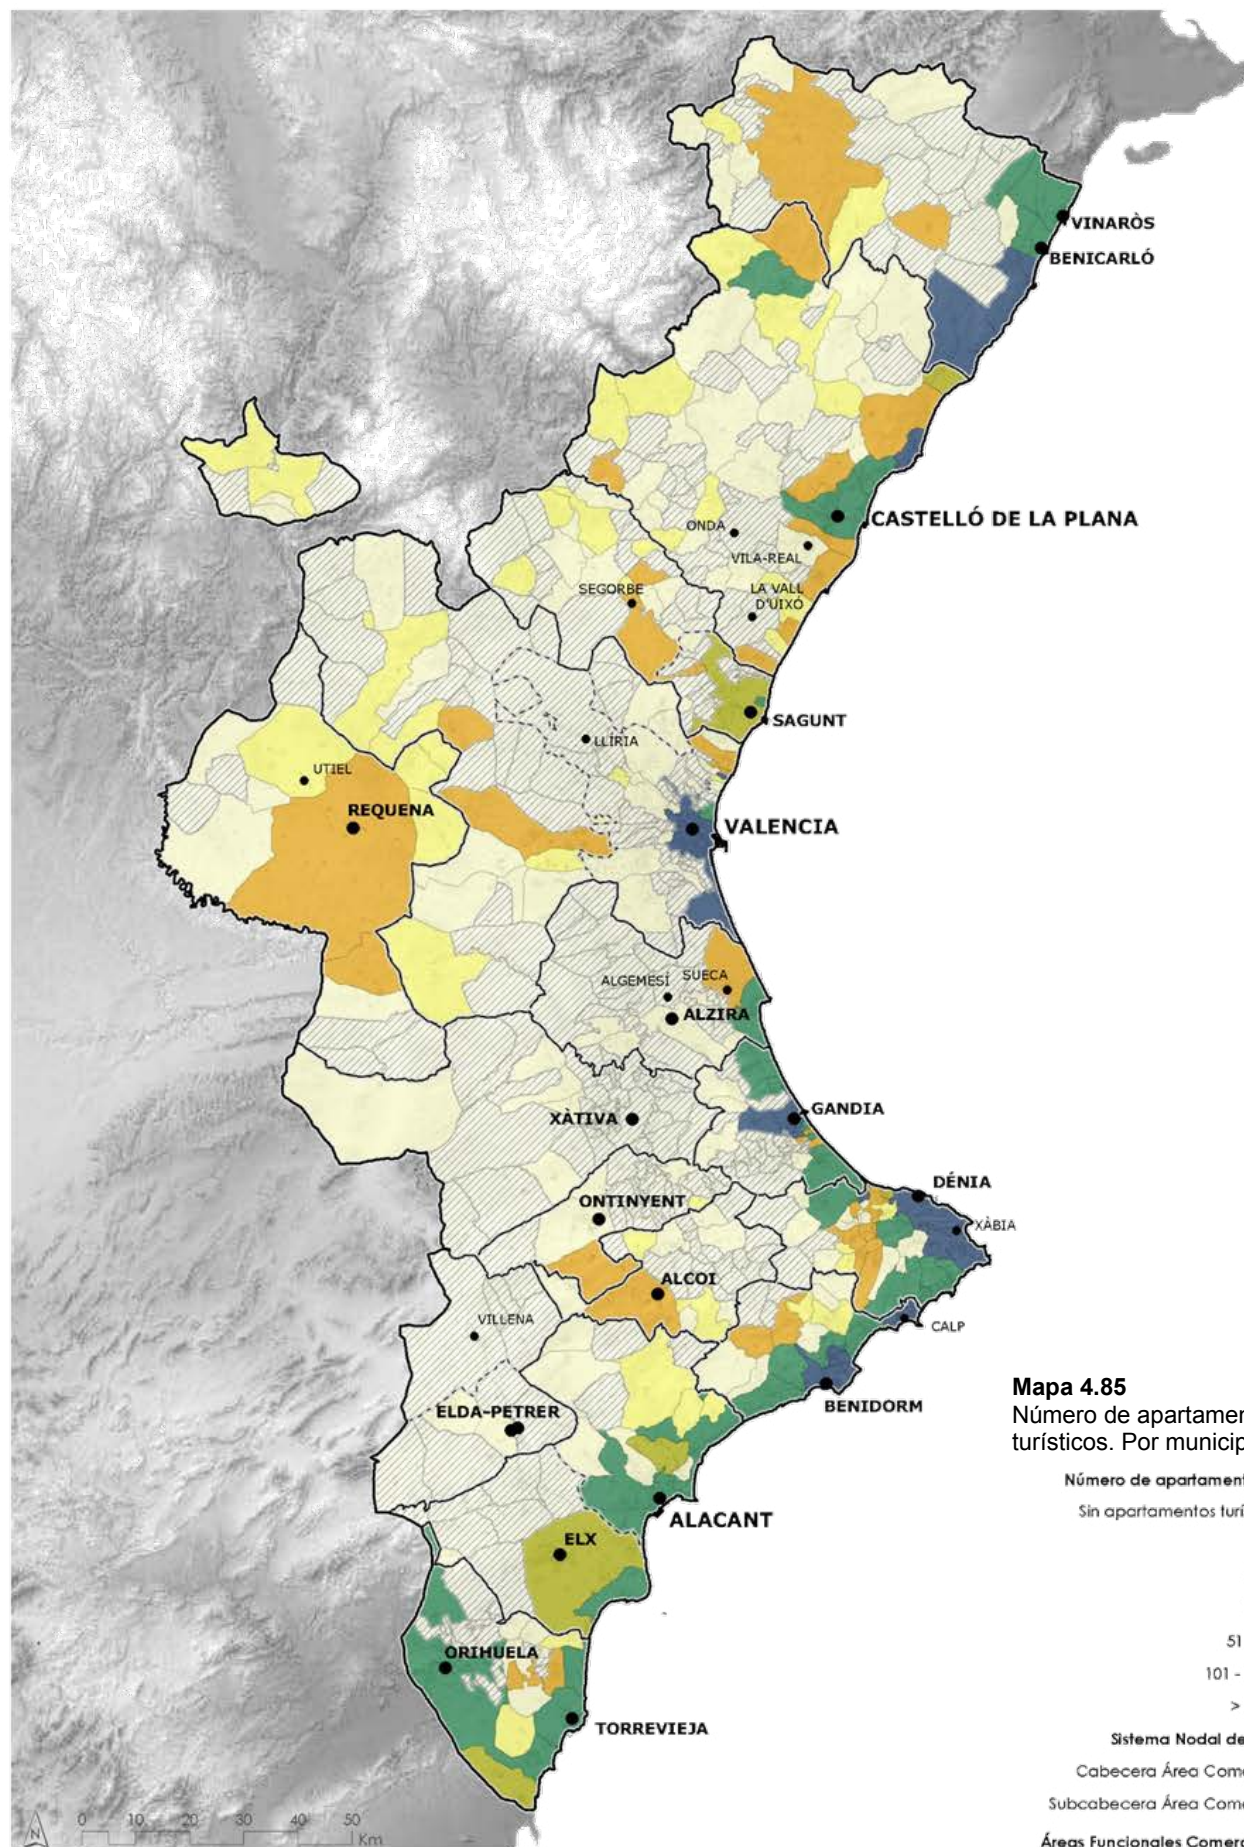 VINARÒS
BENICARLÓ
CASTELLÓ DE LA PLANA
ONDA
VILA-REAL
SEGORBE
LA VALL
D'UIXÓ
SAGUNT
LLÍRIA
UTIEL
REQUENA
VALENCIA
ALGEMESÍ
SUECA
ALZIRA
XÀTIVA
GANDIA
DÉNIA
ONTINYENT
XÀBIA
ALCOI
VILLENA
CALP
Mapa 4.85
BENIDORM
ELDA-PETRER
Número de apartamen
turísticos. Por municip
Número de apartament
Sin apartamentos turí
ALACANT
ELX
51
ORIHUELA
101 -
>
TORREVIEJA
Sistema Nodal de
Cabecera Área Come
Subcabecera Área Come
Áreas Funcionales Comer
N
0 10 20 30 40 50
Km